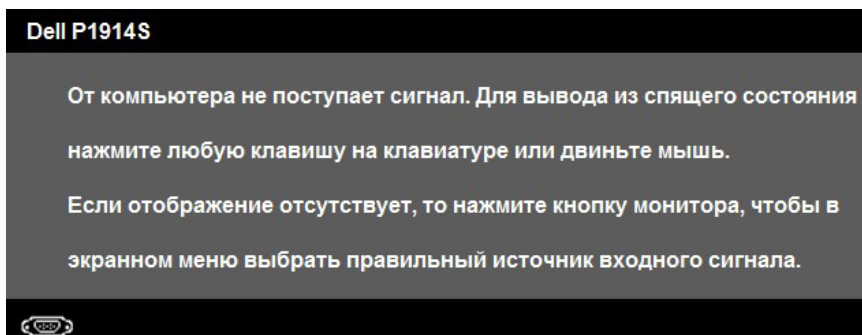 Dell P1914S
От компьютера не поступает сигнал. Для вывода из спящего состояния
нажмите любую клавишу на клавиатуре или двиньте мышь.
Если отображение отсутствует, то нажмите кнопку монитора, чтобы в
экранном меню выбрать правильный источник входного сигнала.